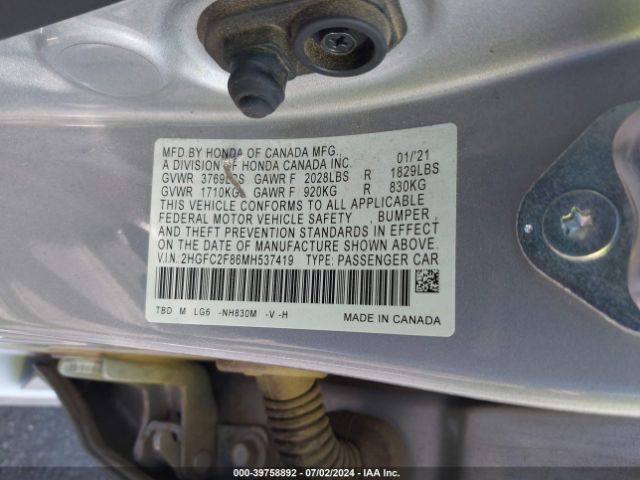 MFD.BY HONDA OF CANADA MFG., 01/'21
A DIVISION OF HONDA CANADA INC.
GVWR 3769LBS GAWR F 2028LBS R 1829LBS
GVWR 1710KGS GAWR F 920KG R 830KG
THIS VEHICLE CONFORMS TO ALL APPLICABLE
FEDERAL MOTOR VEHICLE SAFETY , BUMPER ,
AND THEFT PREVENTION STANDARDS IN EFFECT
ON THE DATE OF MANUFACTURE SHOWN ABOVE.
V.I.N.:2HGFC2F86MH537419 TYPE: PASSENGER CAR
TBD M LG6 -NH830M -V -H
MADE IN CANADA
000-39758892 - 07/02/2024 - IAA Inc.